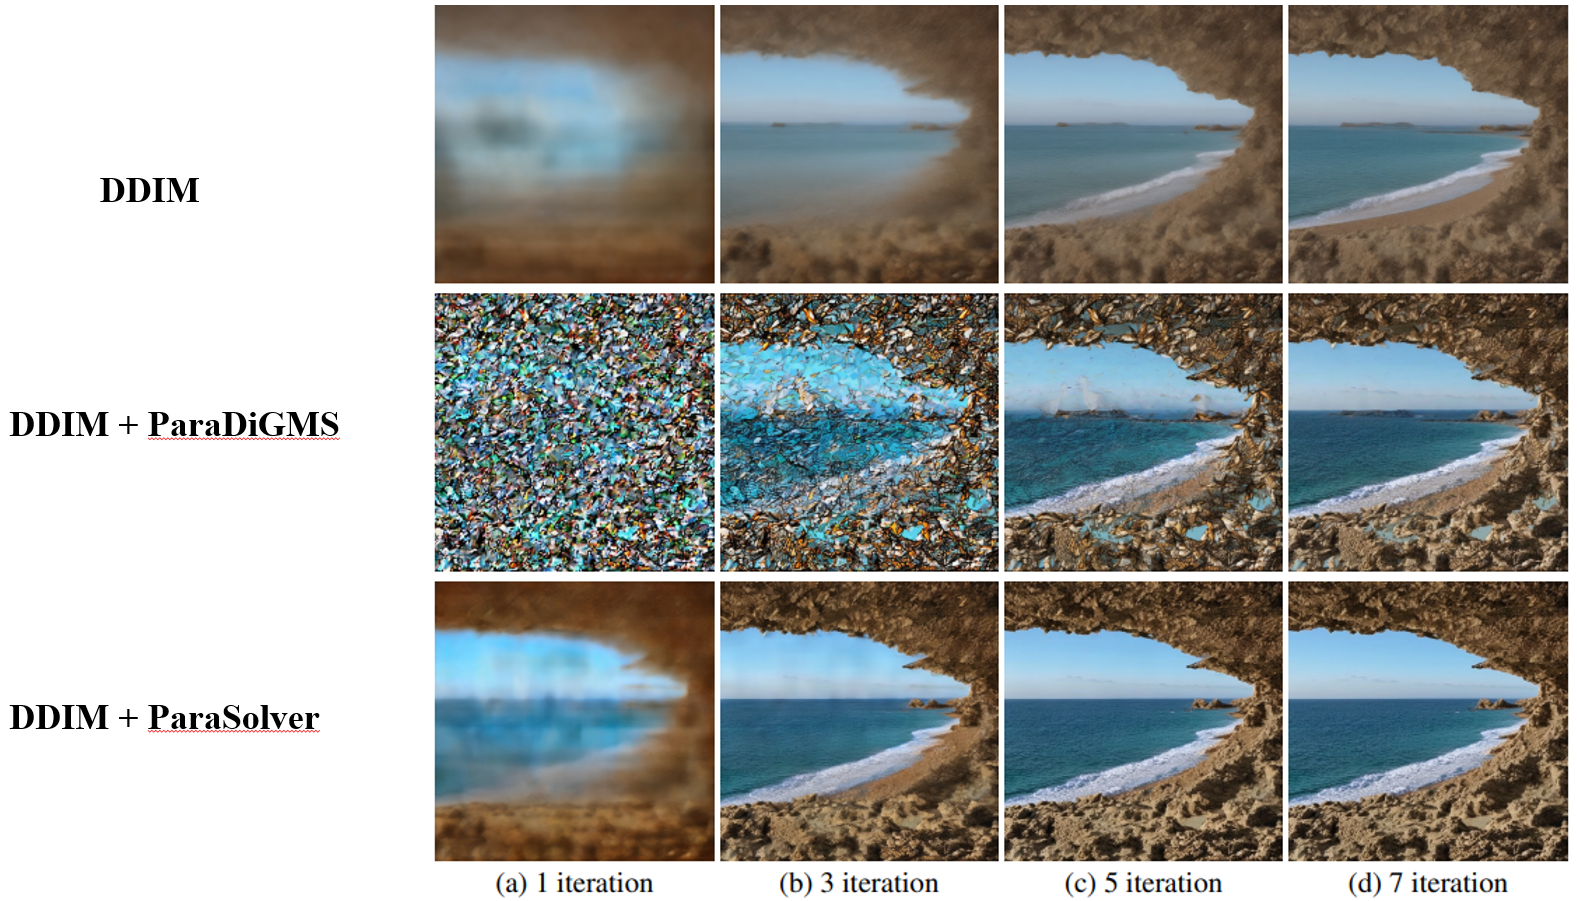 DDIM
DDIM + ParaDiGMS
DDIM + ParaSolver
(a) 1 iteration
(b) 3 iteration
(c) 5 iteration
(d) 7 iteration